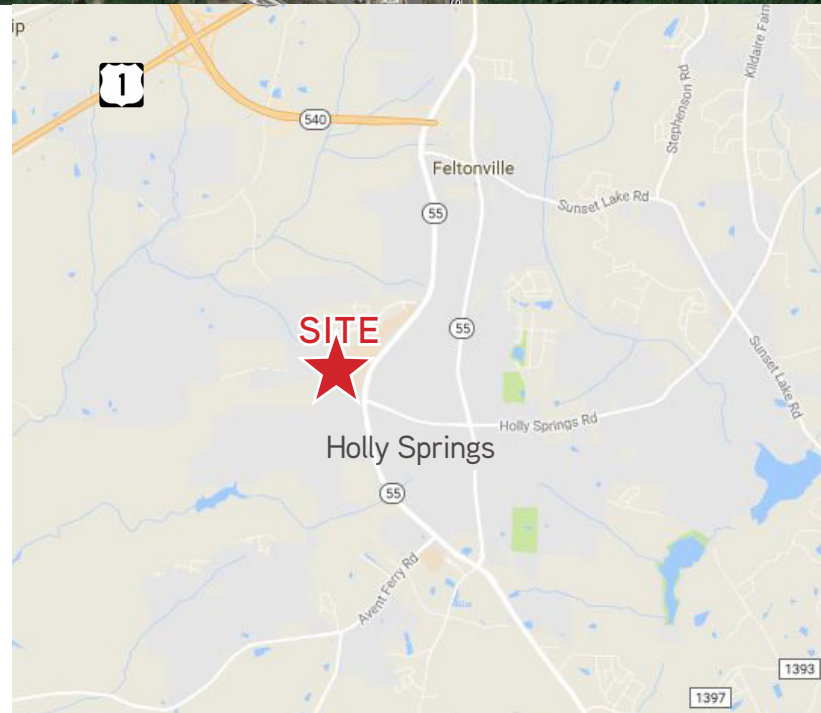 ip
1
540
Kildaire Farm
Stephenson Rd
Feltonville
Sunset Lake Rd
55
SITE
55
Sunset Lake Rd
Holly Springs Rd
Holly Springs
55
Avent Ferry Rd
1393
1397